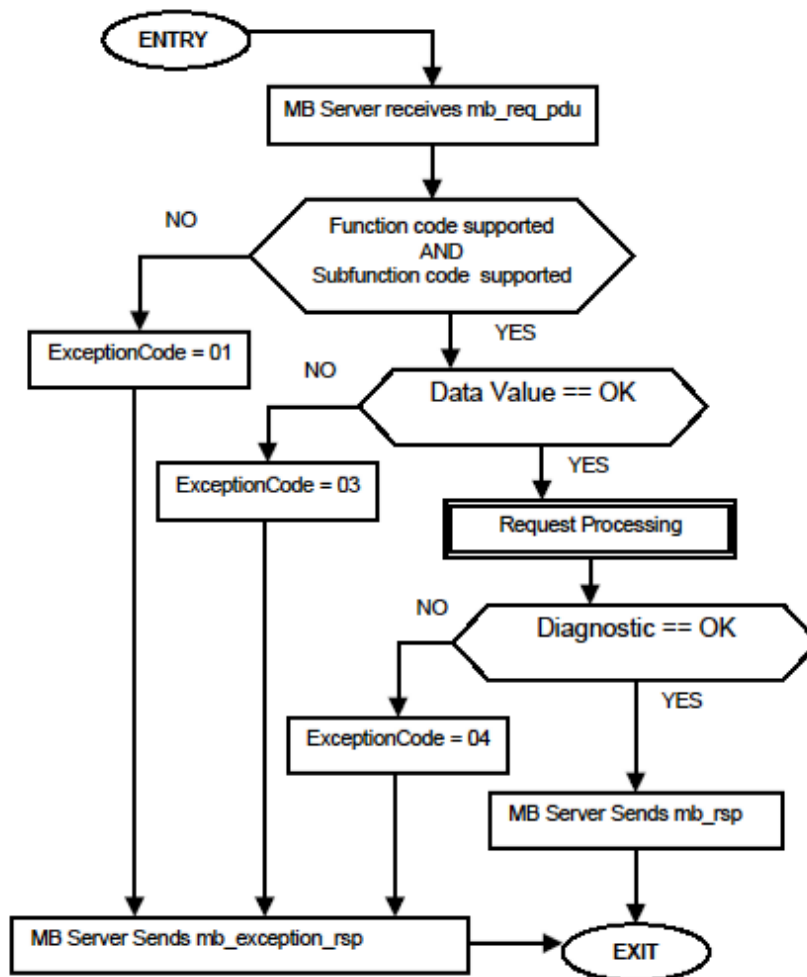 ENTRY
MB Server receives mb_req_pdu
NO
Function code supported
AND
Subfunction code supported
YES
ExceptionCode = 01
NO
Data Value == OK
YES
ExceptionCode = 03
Request Processing
NO
Diagnostic == OK
YES
ExceptionCode = 04
MB Server Sends mb_rsp
MB Server Sends mb_exception_rsp
EXIT